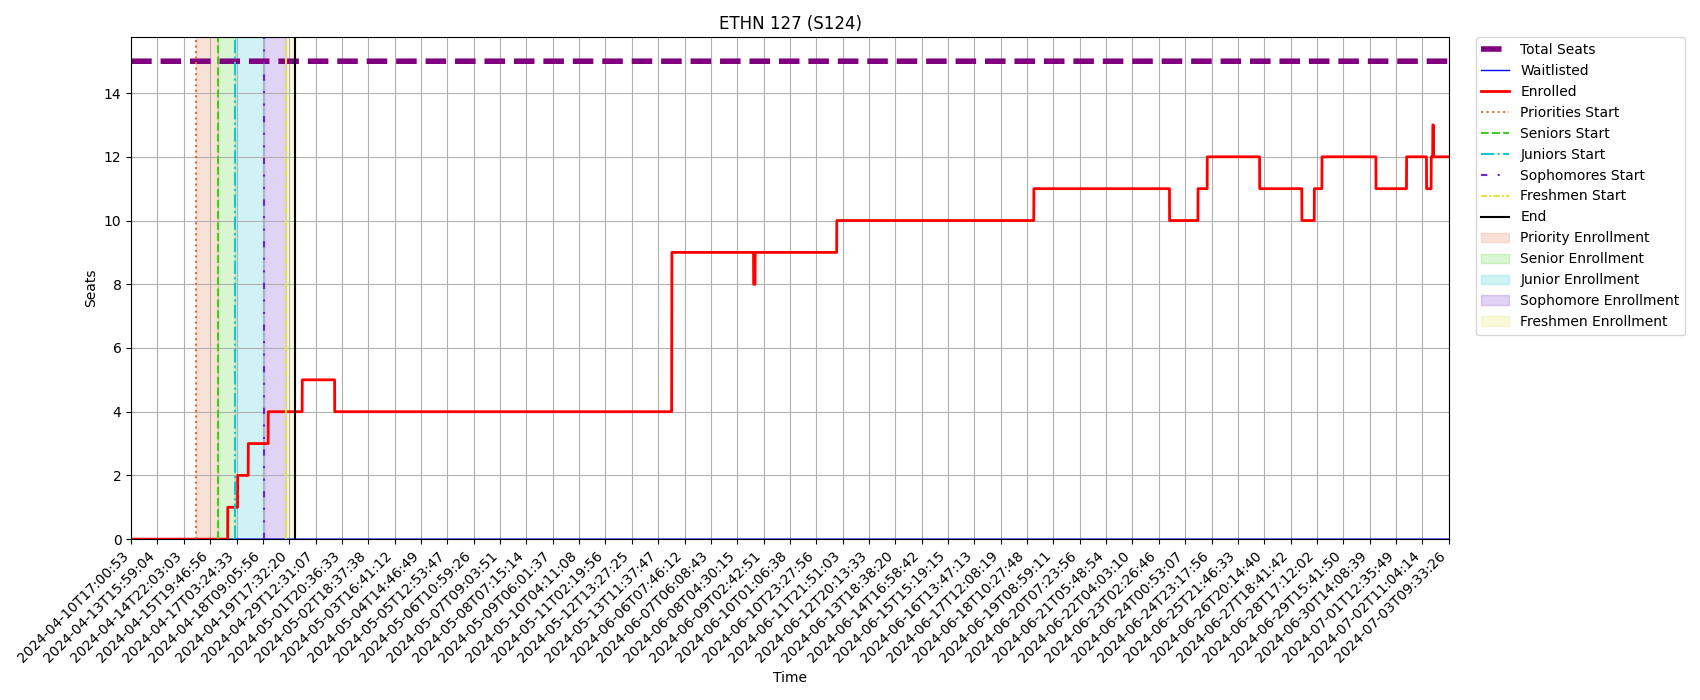 ETHN 127 (S124)
Seats
14
12
10
8
6
4
2
0
2024-04-10T17:00:53
2024-04-13T15:59:04
2024-04-14T22:03:03
2024-04-15T19:46:56
2024-04-17T03:24:33
2024-04-18T09:05:56
2024-04-19T17:32:20
2024-04-29T12:31:07
2024-05-01T20:36:33
2024-05-02T18:37:38
2024-05-03T16:41:12
2024-05-04T14:46:49
2024-05-05T12:53:47
2024-05-06T10:59:26
2024-05-07T09:03:51
2024-05-08T07:15:14
2024-05-09T06:01:37
2024-05-10T04:11:08
2024-05-11T02:19:56
2024-05-12T13:27:25
2024-05-13T11:37:47
2024-06-06T07:46:12
2024-06-07T06:08:43
2024-06-08T04:30:15
2024-06-09T02:42:51
2024-06-10T01:06:38
2024-06-10T23:27:56
2024-06-11T21:51:03
2024-06-12T20:13:33
2024-06-13T18:38:20
2024-06-14T16:58:42
2024-06-15T15:19:15
2024-06-16T13:47:13
2024-06-17T12:08:19
2024-06-18T10:27:48
2024-06-19T08:59:11
2024-06-20T07:23:56
2024-06-21T05:48:54
2024-06-22T04:03:10
2024-06-23T02:26:46
2024-06-24T00:53:07
2024-06-24T23:17:56
2024-06-25T21:46:33
2024-06-26T20:14:40
2024-06-27T18:41:42
2024-06-28T17:12:02
2024-06-29T15:41:50
2024-06-30T14:08:39
2024-07-01T12:35:49
2024-07-02T11:04:14
2024-07-03T09:33:26
Time
Total Seats
Waitlisted
Enrolled
Priorities Start
Seniors Start
Juniors Start
Sophomores Start
Freshmen Start
End
Priority Enrollment
Senior Enrollment
Junior Enrollment
Sophomore Enrollment
Freshmen Enrollment